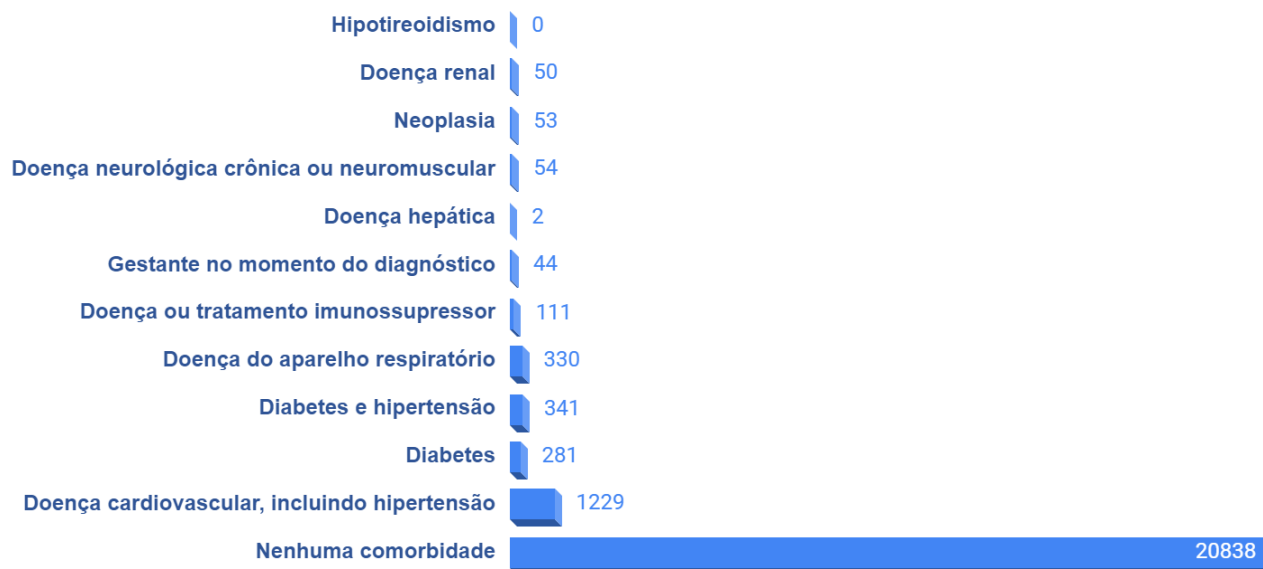 Hipotireoidismo 0
Doença renal 50
Neoplasia 53
Doença neurológica crônica ou neuromuscular 54
Doença hepática 2
Gestante no momento do diagnóstico 44
Doença ou tratamento imunossupressor 111
Doença do aparelho respiratório 330
Diabetes e hipertensão 341
Diabetes 281
Doença cardiovascular, incluindo hipertensão 1229
Nenhuma comorbidade 20838